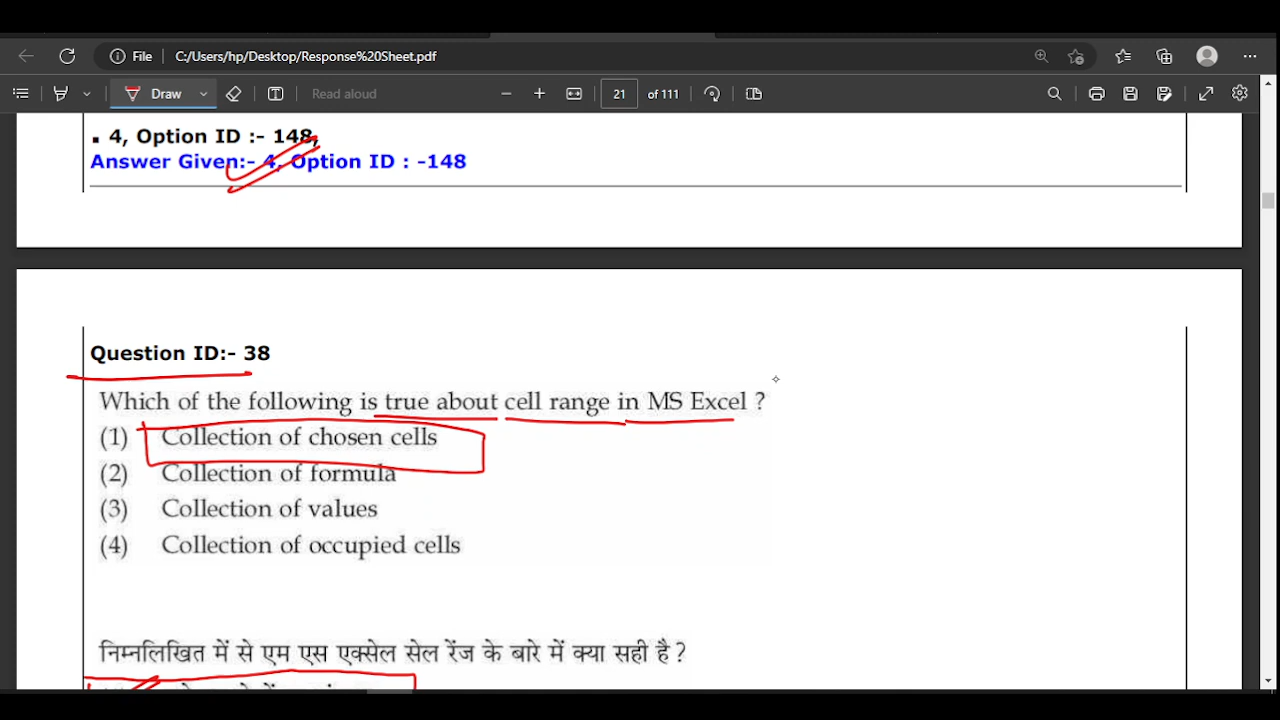 File C:/Users/hp/Desktop/Response%20Sheet.pdf
Draw Read aloud 21 of 111
4, Option ID :- 148,
Answer Given:- 4, Option ID : -148
Question ID:- 38
Which of the following is true about cell range in MS Excel ?
(1) Collection of chosen cells
(2) Collection of formula
(3) Collection of values
(4) Collection of occupied cells
निम्नलिखित में से एम एस एक्सेल सेल रेंज के बारे में क्या सही है ?